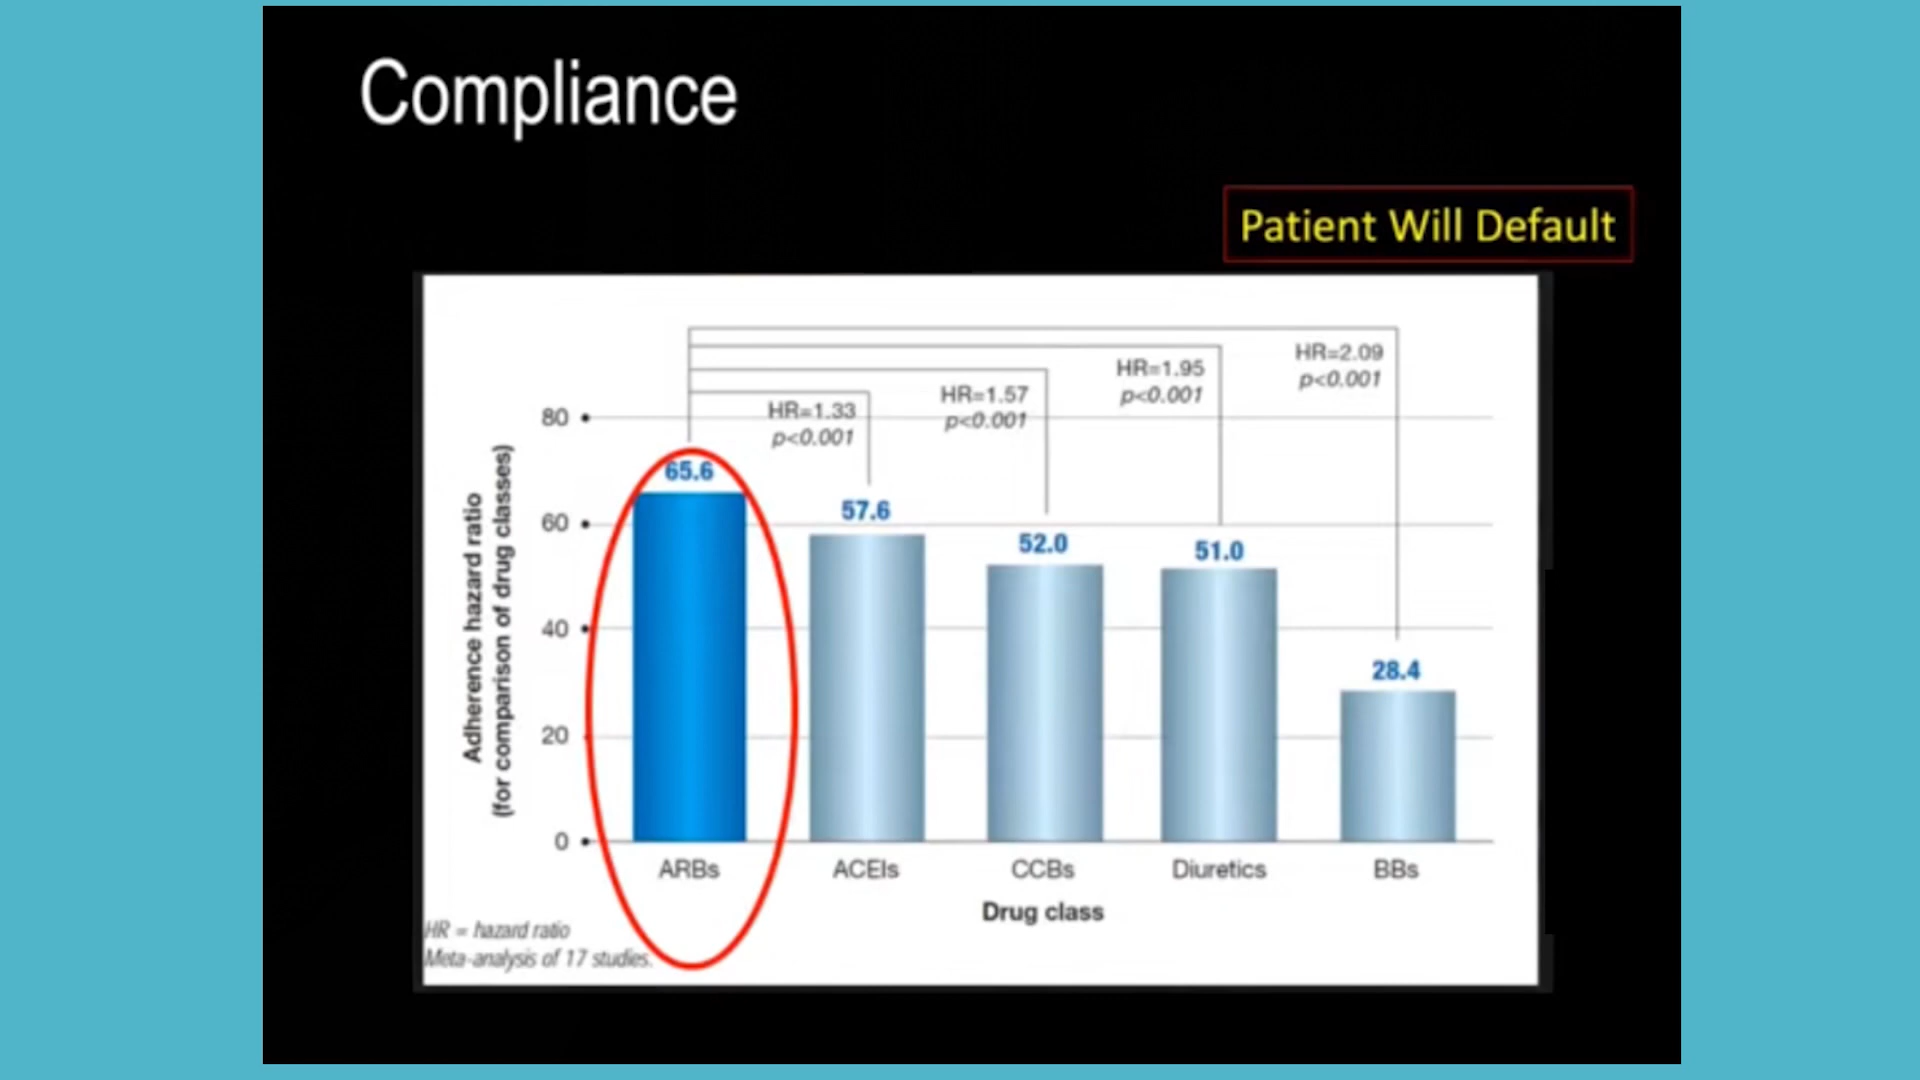 Compliance
Patient Will Default
HR=2.09
p<0.001
HR=1.95
p<0.001
HR=1.57
p<0.001
HR=1.33
p<0.001
80
60
40
20
0
Adherence hazard ratio
(for comparison of drug classes)
65.6
57.6
52.0
51.0
28.4
ARBs
ACEIs
CCBs
Diuretics
BBs
Drug class
HR = hazard ratio
Meta-analysis of 17 studies.